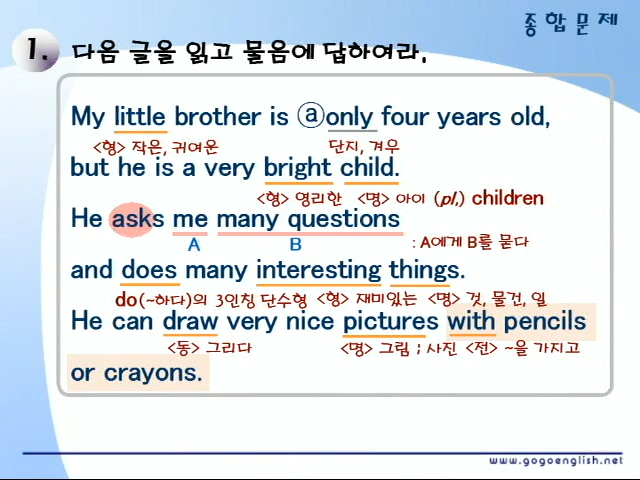 종합문제
1. 다음 글을 읽고 물음에 답하여라.
My little brother is ⓐonly four years old,
<형> 작은, 귀여운 단지, 겨우
but he is a very bright child.
<형> 영리한 <명> 아이 (pl,) children
He asks me many questions
A B : A에게 B를 묻다
and does many interesting things.
do(~하다)의 3인칭 단수형 <형> 재미있는 <명> 것, 물건, 일
He can draw very nice pictures with pencils
<동> 그리다 <명> 그림 ; 사진 <전> ~을 가지고
or crayons.
www.gogoenglish.net